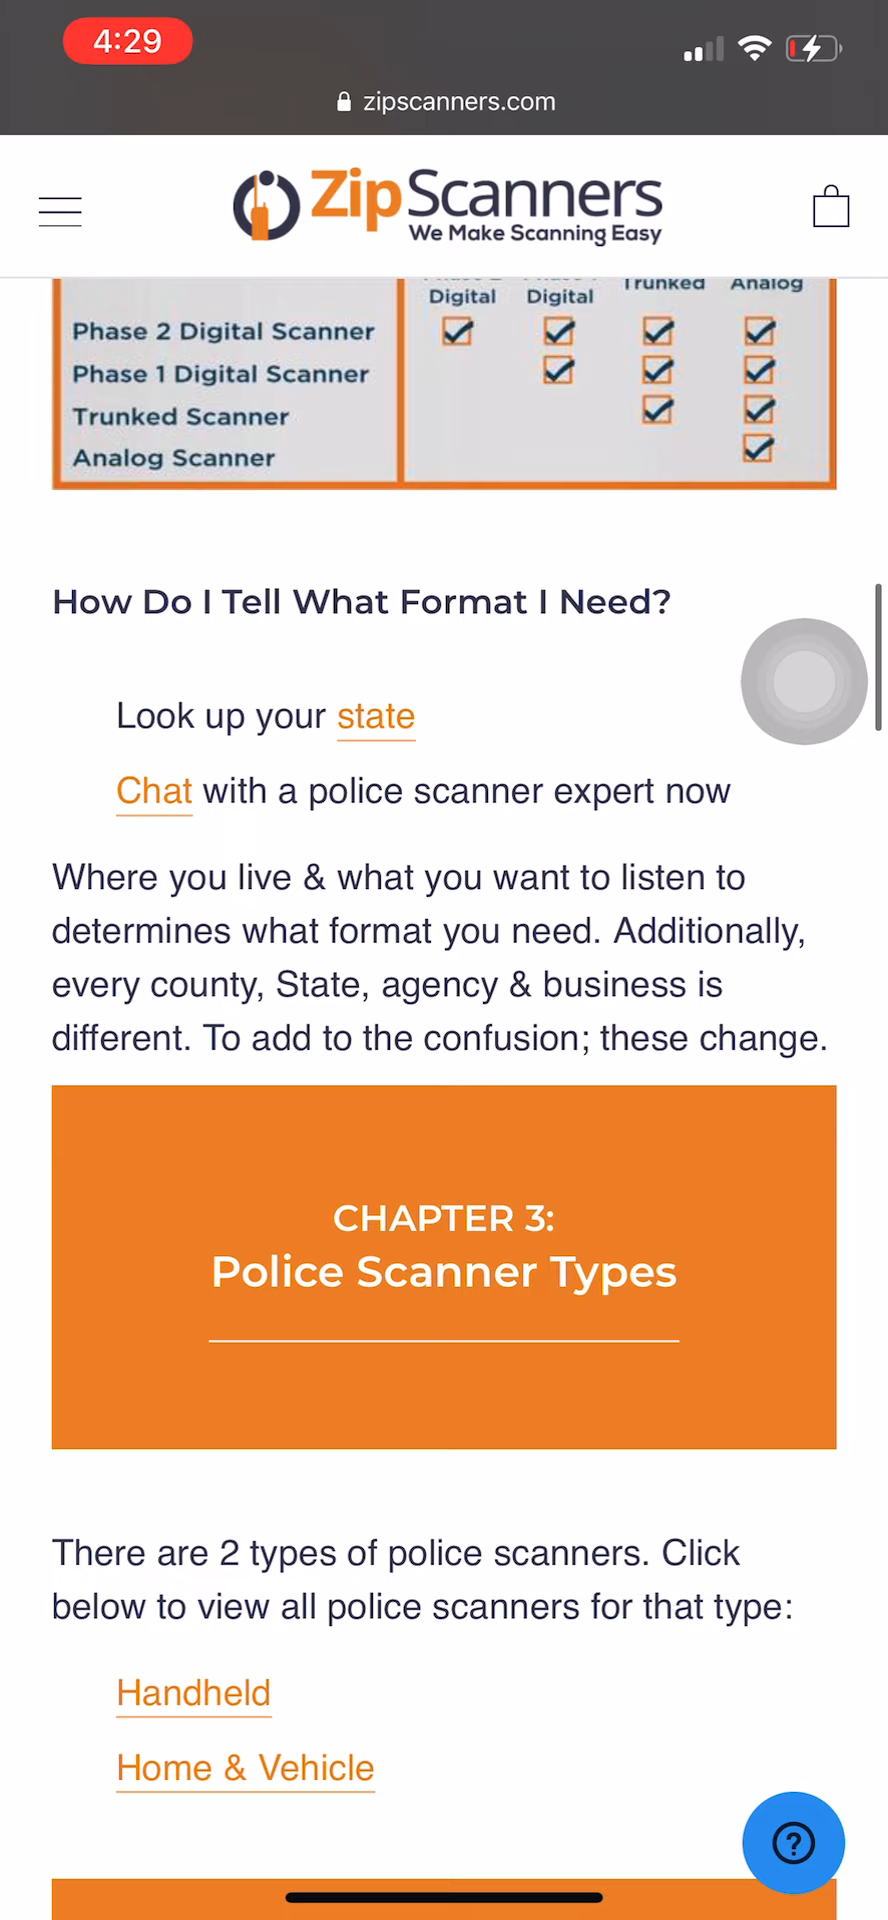 4:29
zipscanners.com
ZipScanners
We Make Scanning Easy
Digital Digital Trunked Analog
Phase 2 Digital Scanner
Phase 1 Digital Scanner
Trunked Scanner
Analog Scanner
How Do I Tell What Format I Need?
Look up your state
Chat with a police scanner expert now
Where you live & what you want to listen to
determines what format you need. Additionally,
every county, State, agency & business is
different. To add to the confusion; these change.
CHAPTER 3:
Police Scanner Types
There are 2 types of police scanners. Click
below to view all police scanners for that type:
Handheld
Home & Vehicle
?